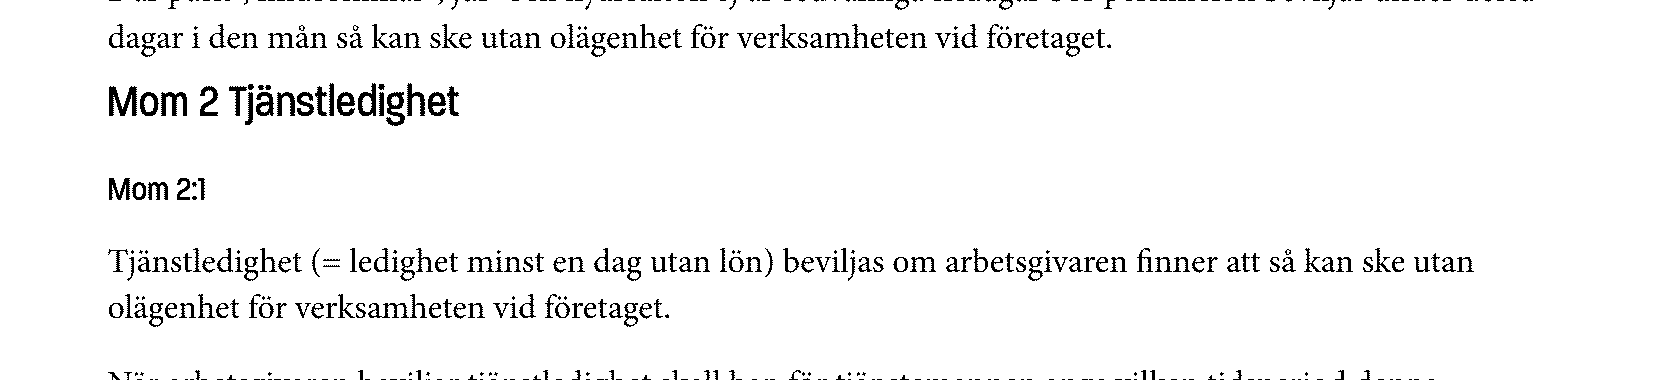 dagar i den mån så kan ske utan olägenhet för verksamheten vid företaget.
Mom 2 Tjänstledighet
Mom 2:1
Tjänstledighet (= ledighet minst en dag utan lön) beviljas om arbetsgivaren finner att så kan ske utan
olägenhet för verksamheten vid företaget.